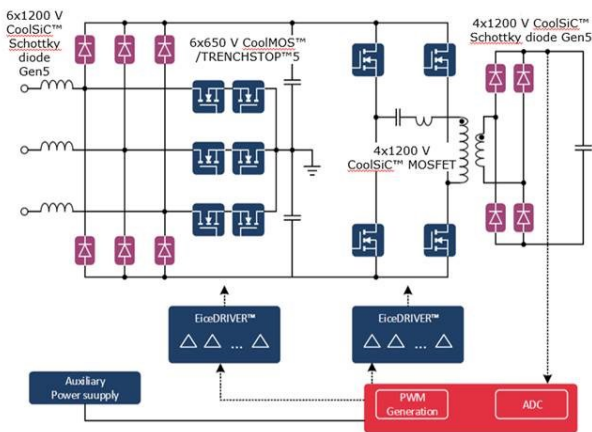 6x1200 V
CoolSiC™
Schottky
diode
Gen5
6x650 V CoolMOS™
/TRENCHSTOP™5
4x1200 V CoolSiC™
Schottky diode Gen5
4x1200 V
CoolSiC™ MOSFET
EiceDRIVER™
...
EiceDRIVER™
...
Auxiliary
Power suupply
PWM
Generation
ADC